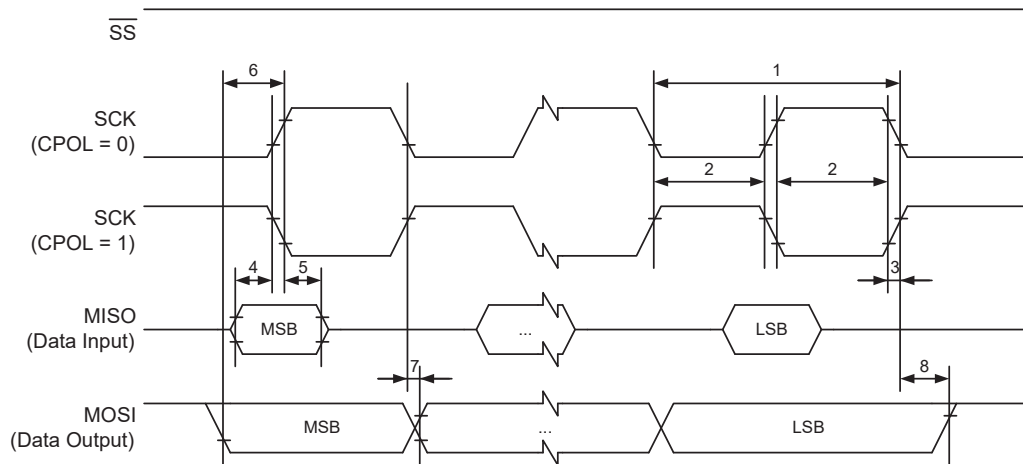 SS
6
1
SCK
(CPOL = 0)
2
2
SCK
(CPOL = 1)
4
5
3
MISO
(Data Input)
MSB
...
LSB
7
8
MOSI
(Data Output)
MSB
...
LSB